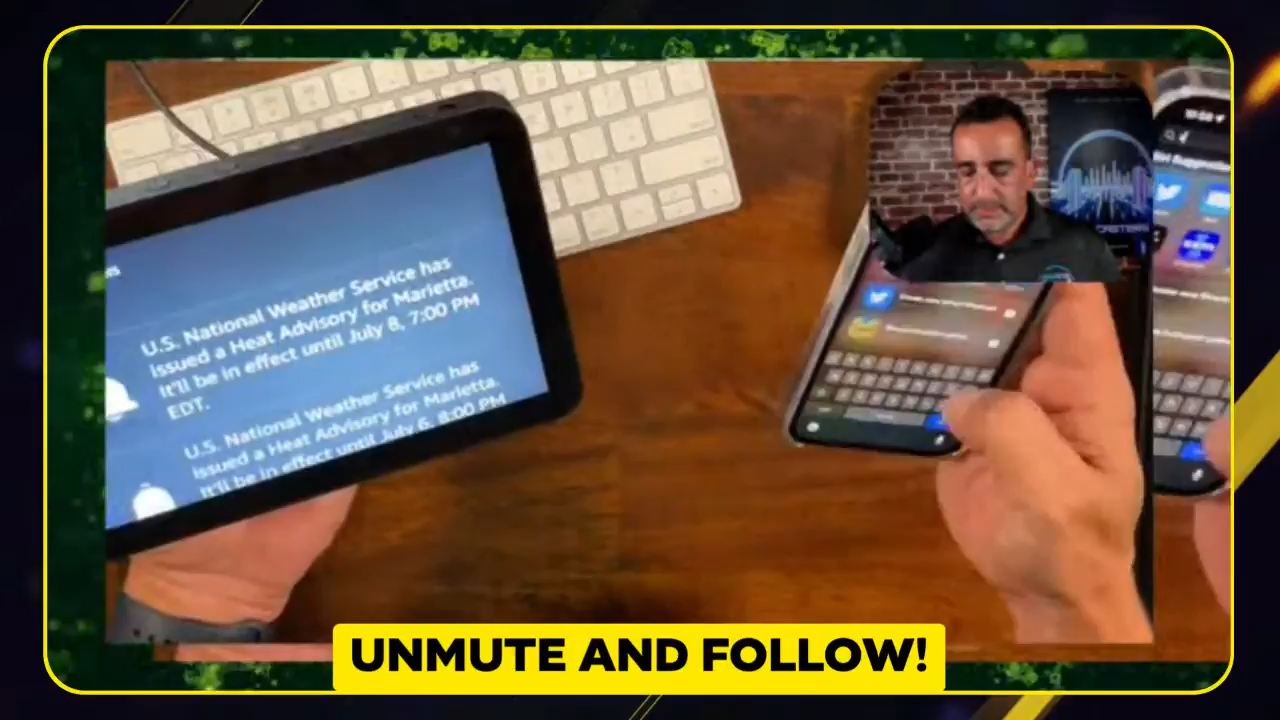 U.S. National Weather Service has
issued a Heat Advisory for Marietta.
It'll be in effect until July 8, 7:00 PM
EDT.
U.S. National Weather Service has
issued a Heat Advisory for Marietta.
It'll be in effect until July 6, 8:00 PM
UNMUTE AND FOLLOW!